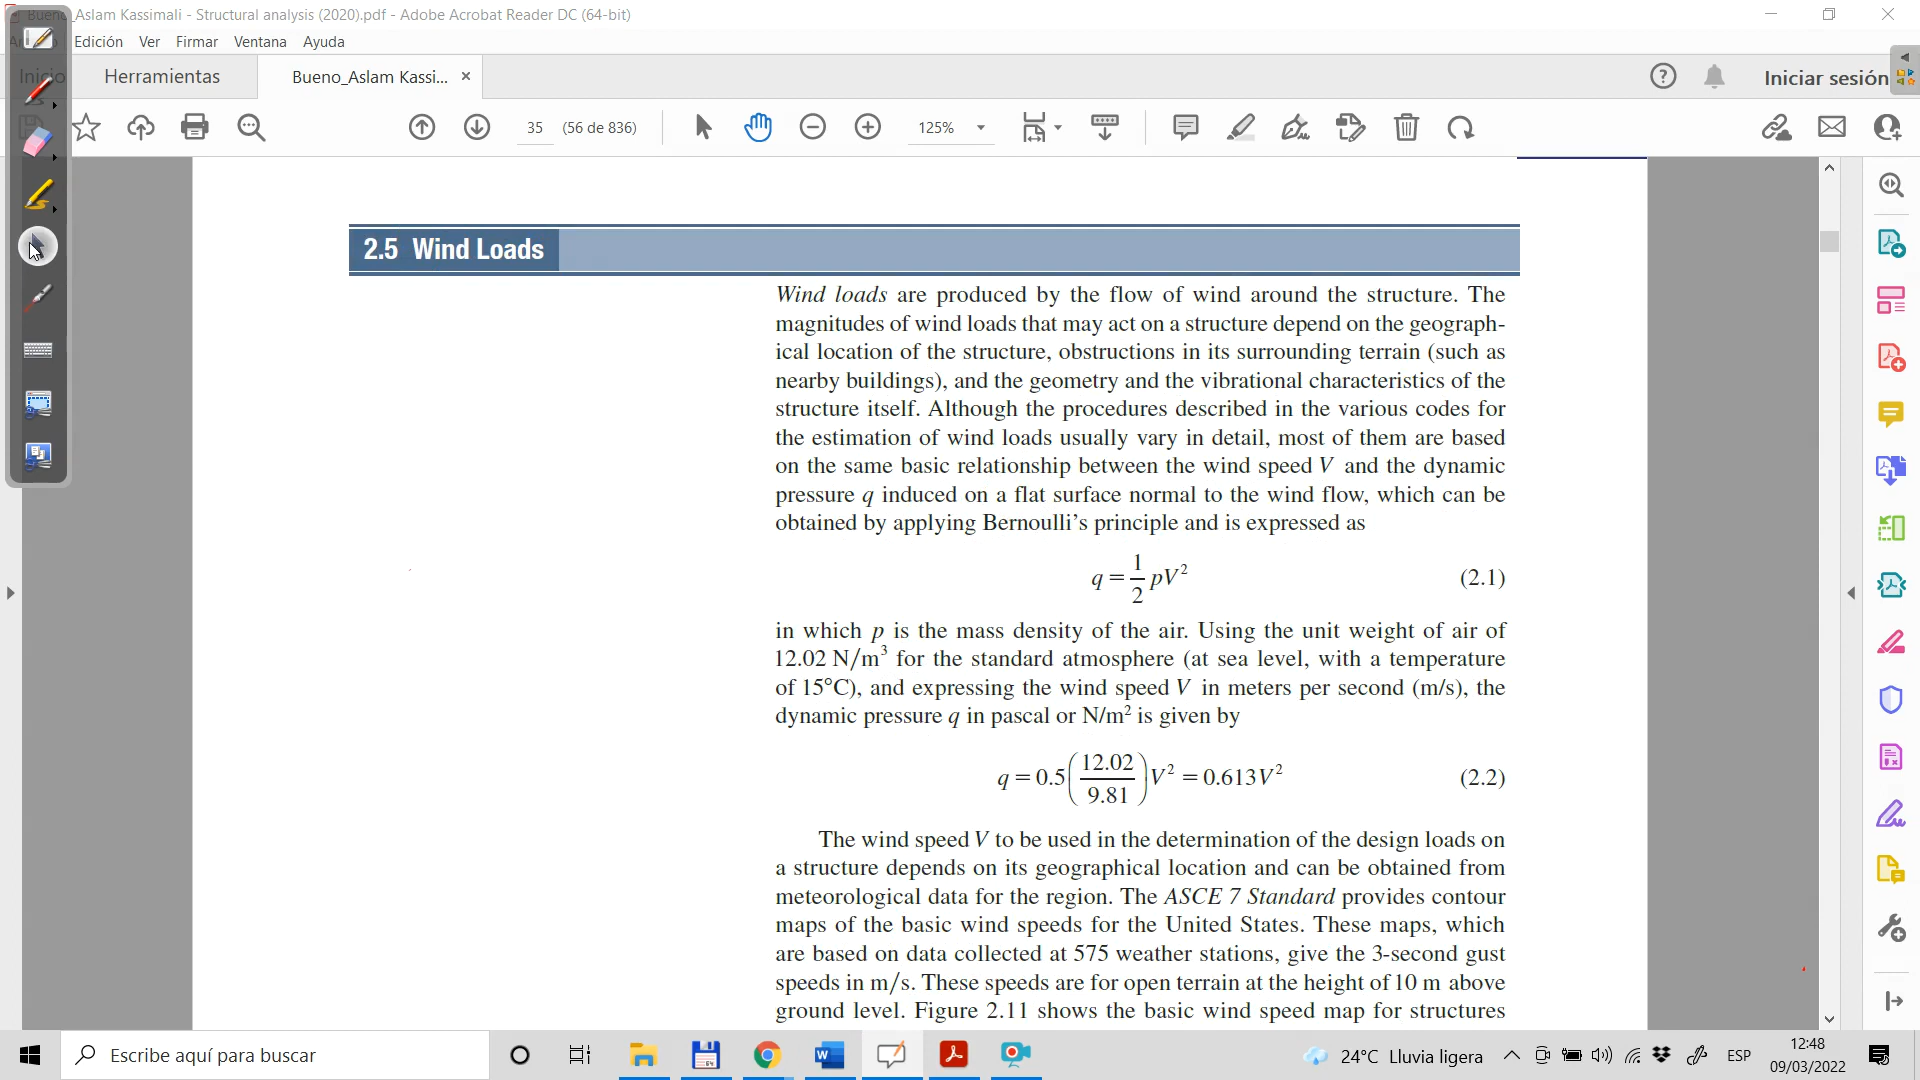 Bueno_Aslam Kassimali - Structural analysis (2020).pdf - Adobe Acrobat Reader DC (64-bit)
Edición Ver Firmar Ventana Ayuda
Inicio Herramientas Bueno_Aslam Kassi... × Iniciar sesión
35 (56 de 836) 125%
2.5 Wind Loads
Wind loads are produced by the flow of wind around the structure. The
magnitudes of wind loads that may act on a structure depend on the geograph-
ical location of the structure, obstructions in its surrounding terrain (such as
nearby buildings), and the geometry and the vibrational characteristics of the
structure itself. Although the procedures described in the various codes for
the estimation of wind loads usually vary in detail, most of them are based
on the same basic relationship between the wind speed V and the dynamic
pressure q induced on a flat surface normal to the wind flow, which can be
obtained by applying Bernoulli's principle and is expressed as
q = 1/2 pV² (2.1)
in which p is the mass density of the air. Using the unit weight of air of
12.02 N/m³ for the standard atmosphere (at sea level, with a temperature
of 15°C), and expressing the wind speed V in meters per second (m/s), the
dynamic pressure q in pascal or N/m² is given by
q = 0.5(12.02/9.81)V² = 0.613V² (2.2)
The wind speed V to be used in the determination of the design loads on
a structure depends on its geographical location and can be obtained from
meteorological data for the region. The ASCE 7 Standard provides contour
maps of the basic wind speeds for the United States. These maps, which
are based on data collected at 575 weather stations, give the 3-second gust
speeds in m/s. These speeds are for open terrain at the height of 10 m above
ground level. Figure 2.11 shows the basic wind speed map for structures
Escribe aquí para buscar
24°C Lluvia ligera ESP
12:48
09/03/2022